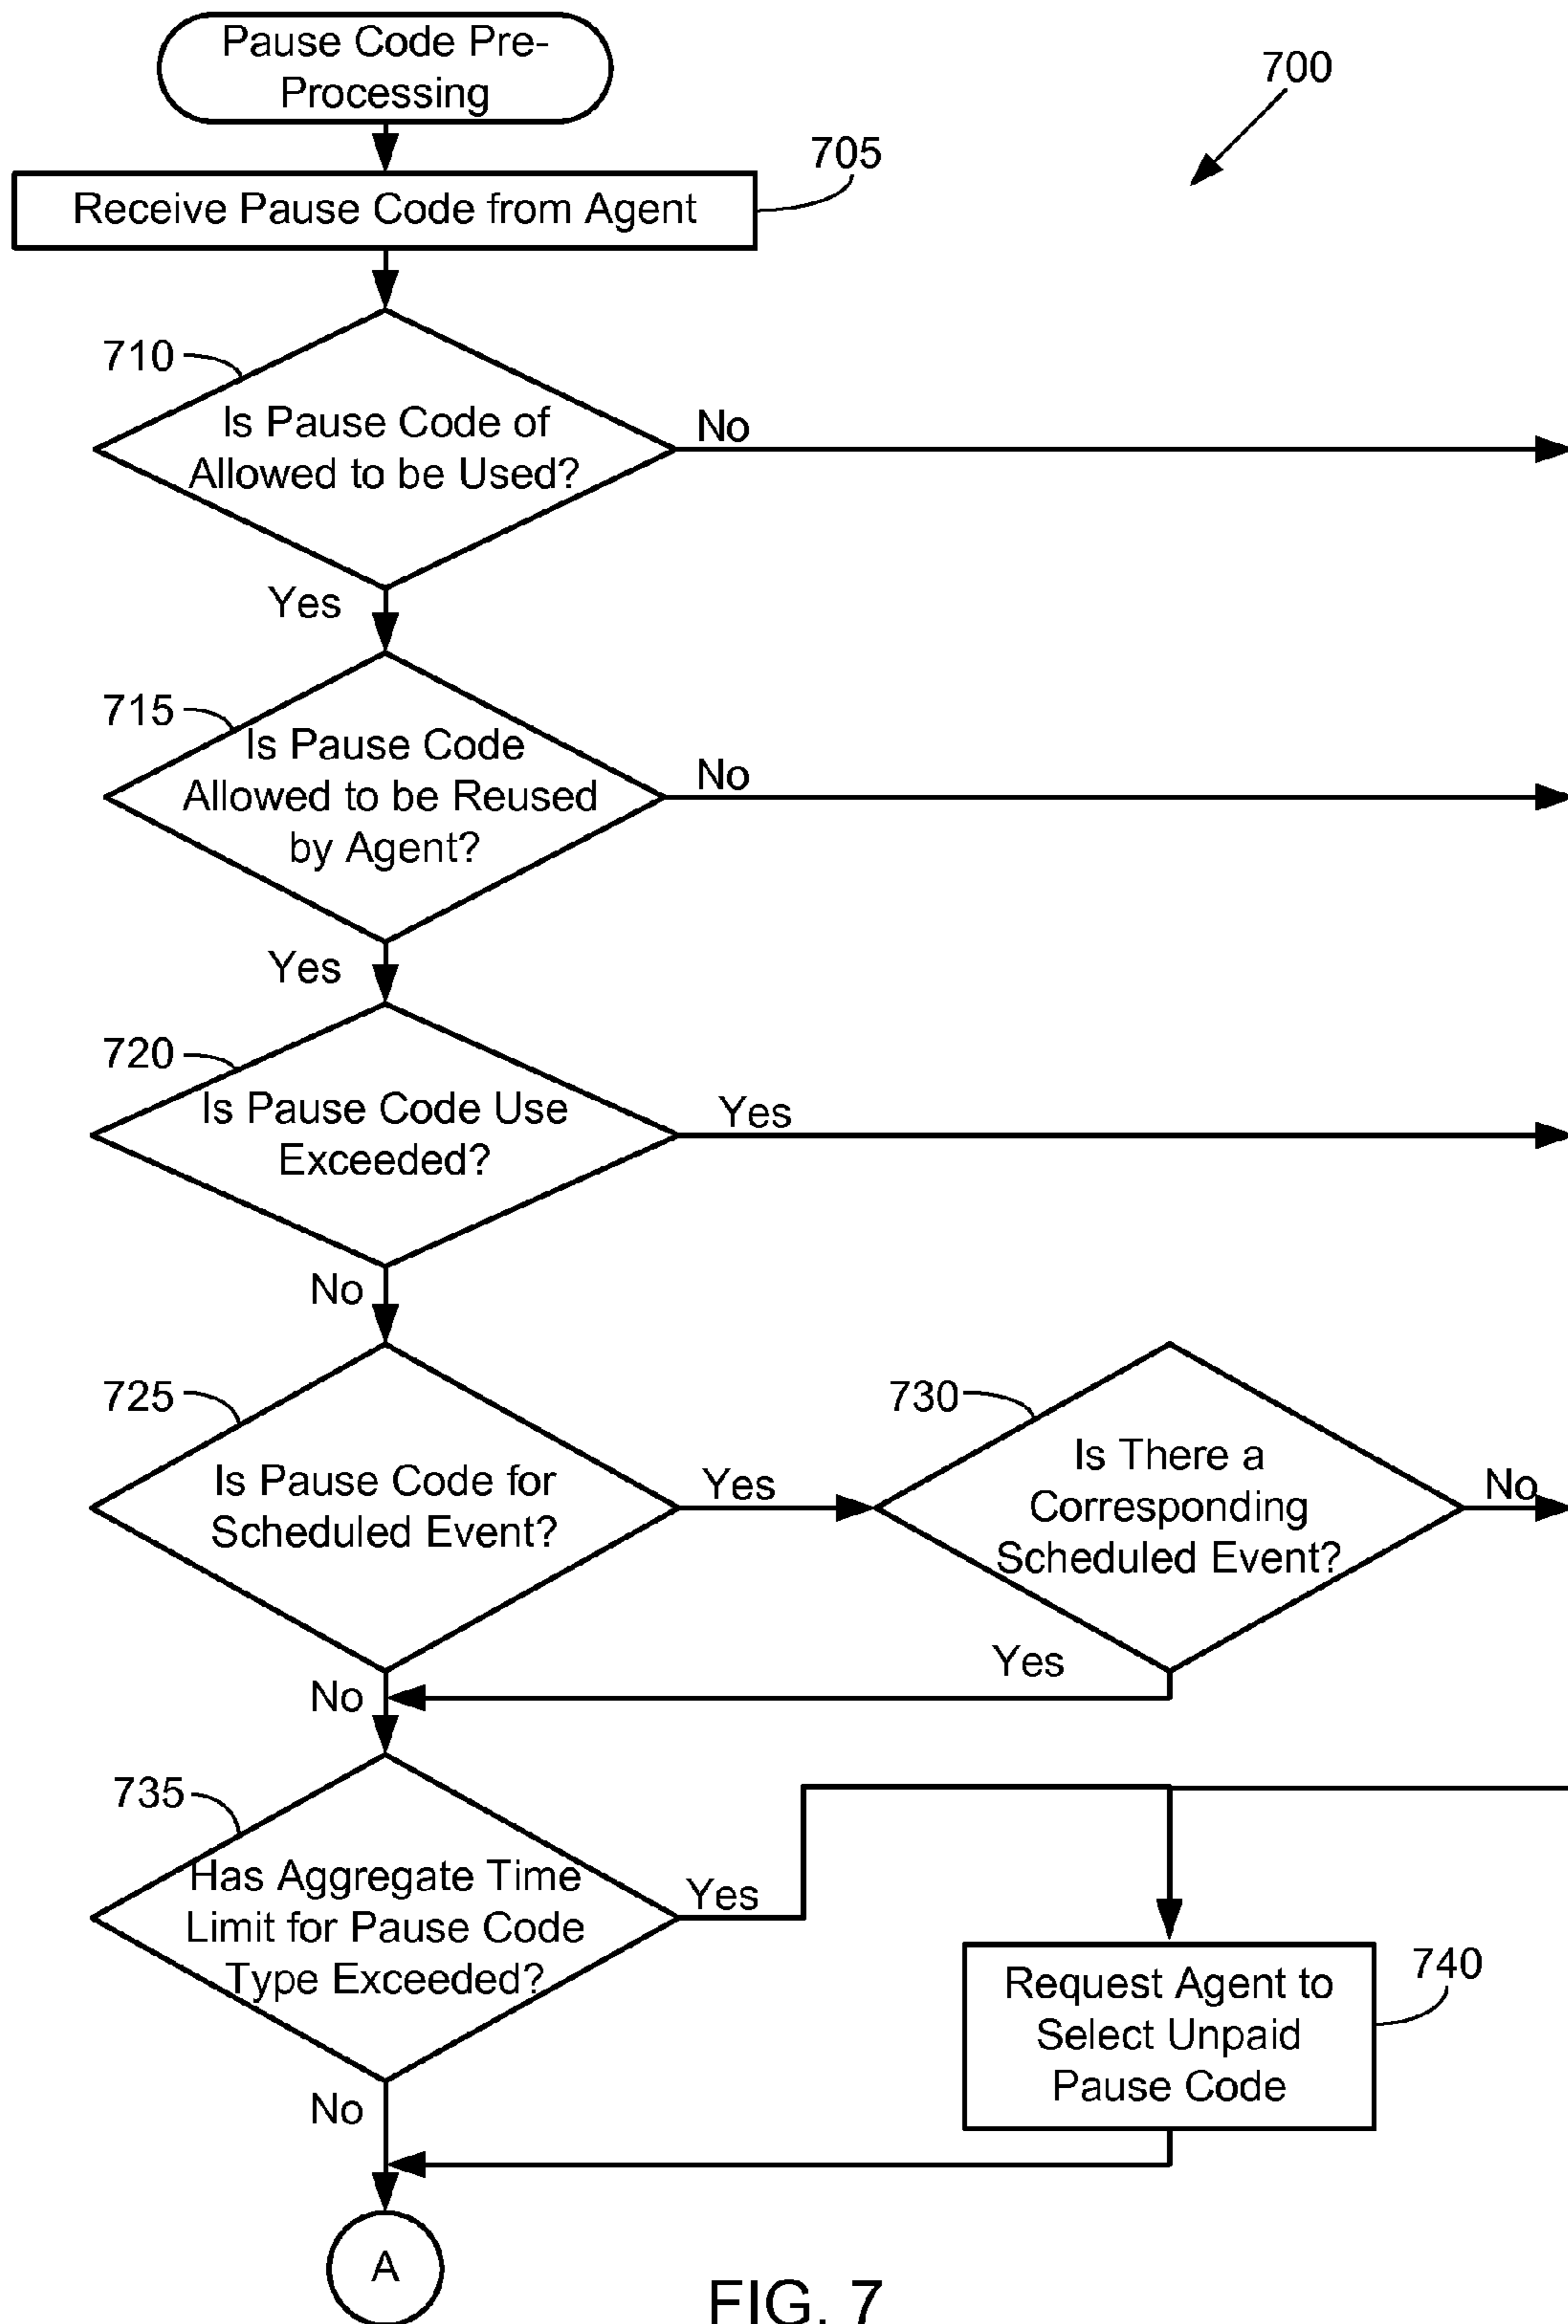 Pause Code Pre-
Processing
700
705
Receive Pause Code from Agent
710
Is Pause Code of
Allowed to be Used?
No
Yes
715
Is Pause Code
Allowed to be Reused
by Agent?
No
Yes
720
Is Pause Code Use
Exceeded?
Yes
No
725
Is Pause Code for
Scheduled Event?
Yes
730
Is There a
Corresponding
Scheduled Event?
No
Yes
No
735
Has Aggregate Time
Limit for Pause Code
Type Exceeded?
Yes
740
Request Agent to
Select Unpaid
Pause Code
No
A
FIG. 7